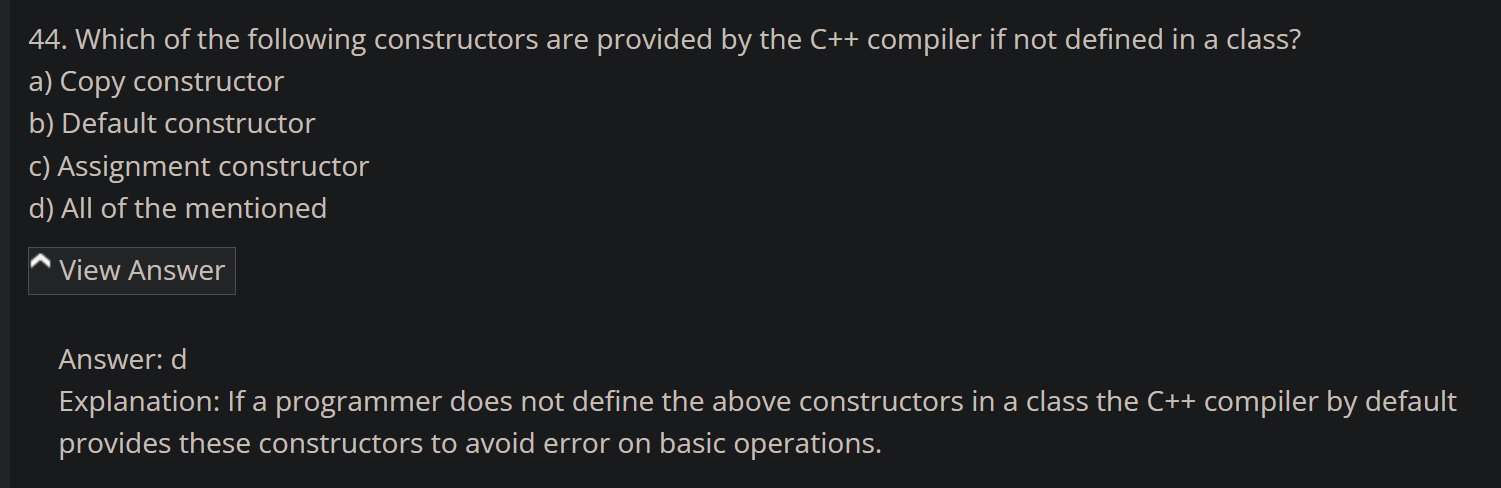 44. Which of the following constructors are provided by the C++ compiler if not defined in a class?
a) Copy constructor
b) Default constructor
c) Assignment constructor
d) All of the mentioned
View Answer
Answer: d
Explanation: If a programmer does not define the above constructors in a class the C++ compiler by default
provides these constructors to avoid error on basic operations.